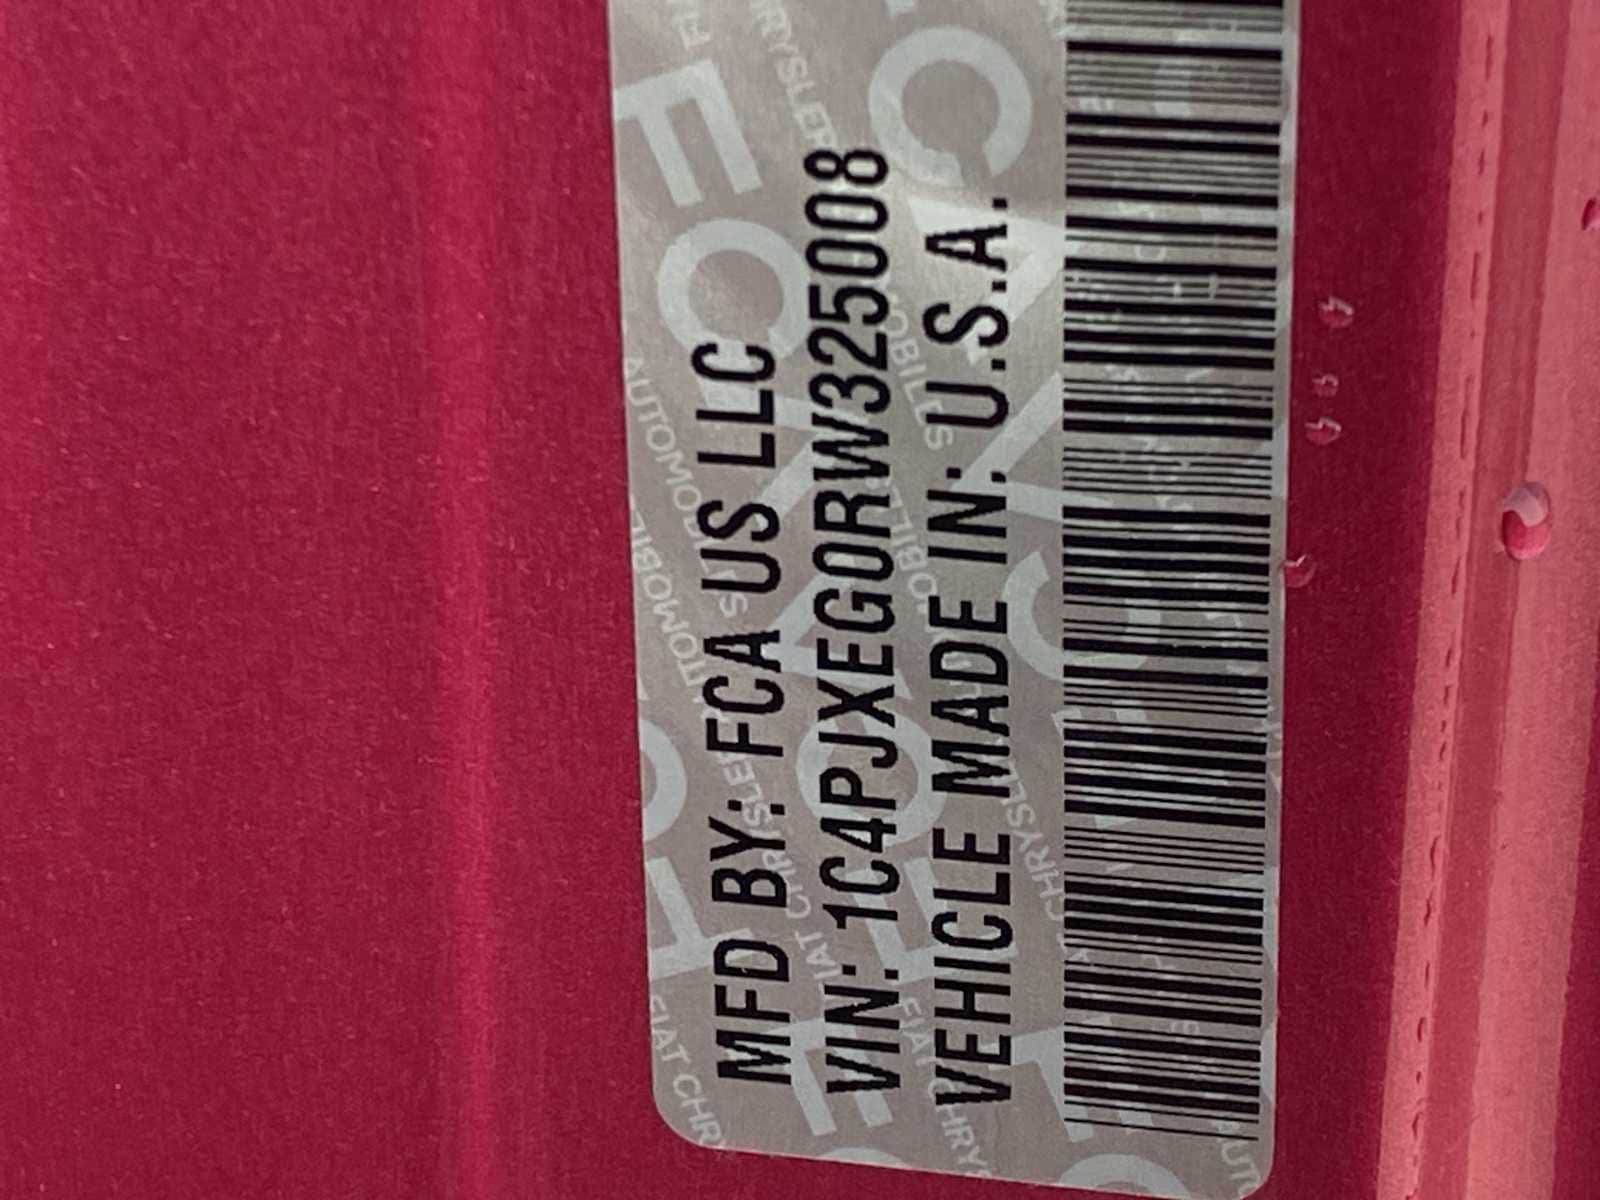 MFD BY: FCA US LLC
VIN: 1C4PJXEG0RW325008
VEHICLE MADE IN: U.S.A.